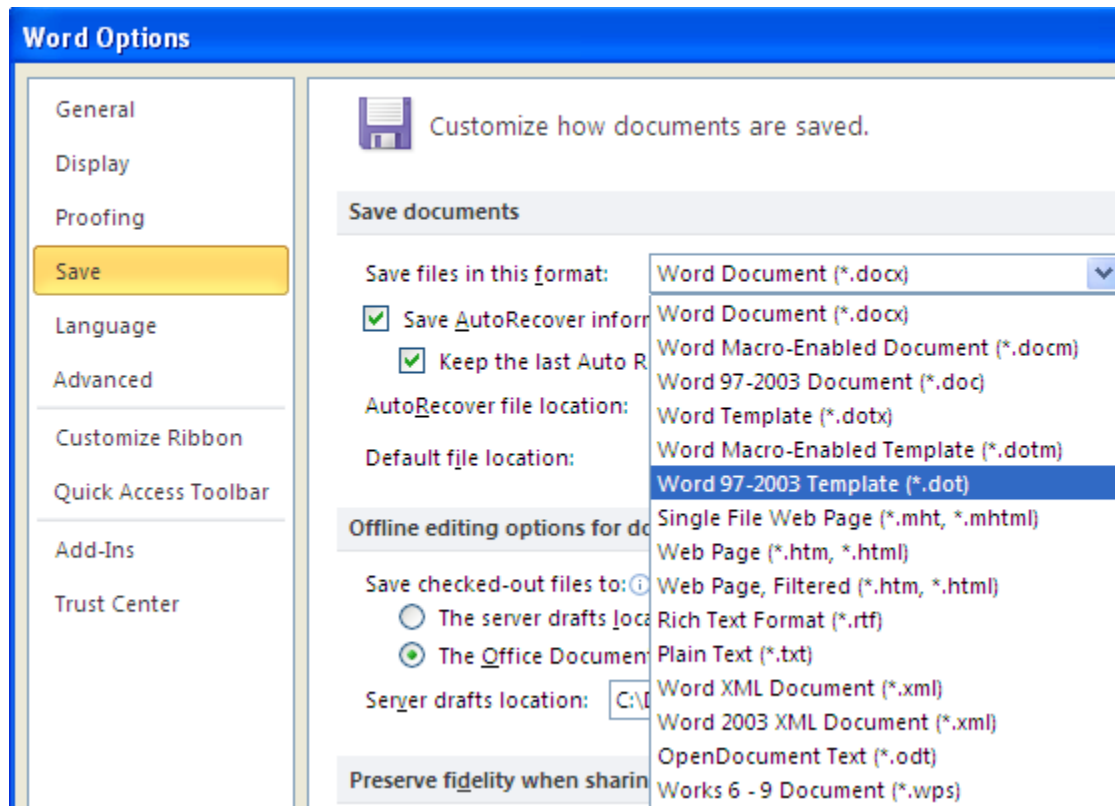 Word Options
General
Display
Proofing
Save
Language
Advanced
Customize Ribbon
Quick Access Toolbar
Add-Ins
Trust Center
Customize how documents are saved.
Save documents
Save files in this format: Word Document (*.docx)
Save AutoRecover
Keep the last Auto
AutoRecover file location:
Default file location:
Offline editing options for
Save checked-out files to:
The server drafts
The Office
Server drafts location: C:\
Preserve fidelity when
Word Document (*.docx)
Word Macro-Enabled Document (*.docm)
Word 97-2003 Document (*.doc)
Word Template (*.dotx)
Word Macro-Enabled Template (*.dotm)
Word 97-2003 Template (*.dot)
Single File Web Page (*.mht, *.mhtml)
Web Page (*.htm, *.html)
Web Page, Filtered (*.htm, *.html)
Rich Text Format (*.rtf)
Plain Text (*.txt)
Word XML Document (*.xml)
Word 2003 XML Document (*.xml)
OpenDocument Text (*.odt)
Works 6 - 9 Document (*.wps)